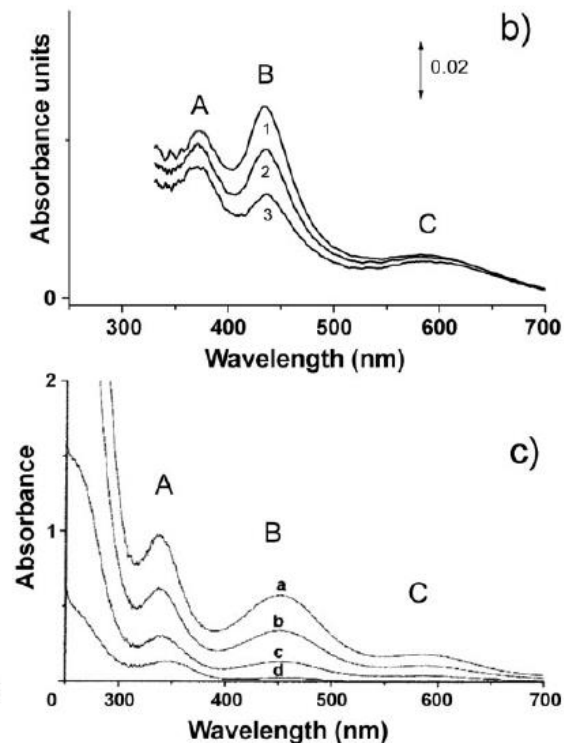 b)
0.02
A
B
C
1
2
3
Absorbance units
0
300
400
500
600
700
Wavelength (nm)
2
c)
A
B
C
a
b
c
d
1
Absorbance
0
300
400
500
600
700
Wavelength (nm)